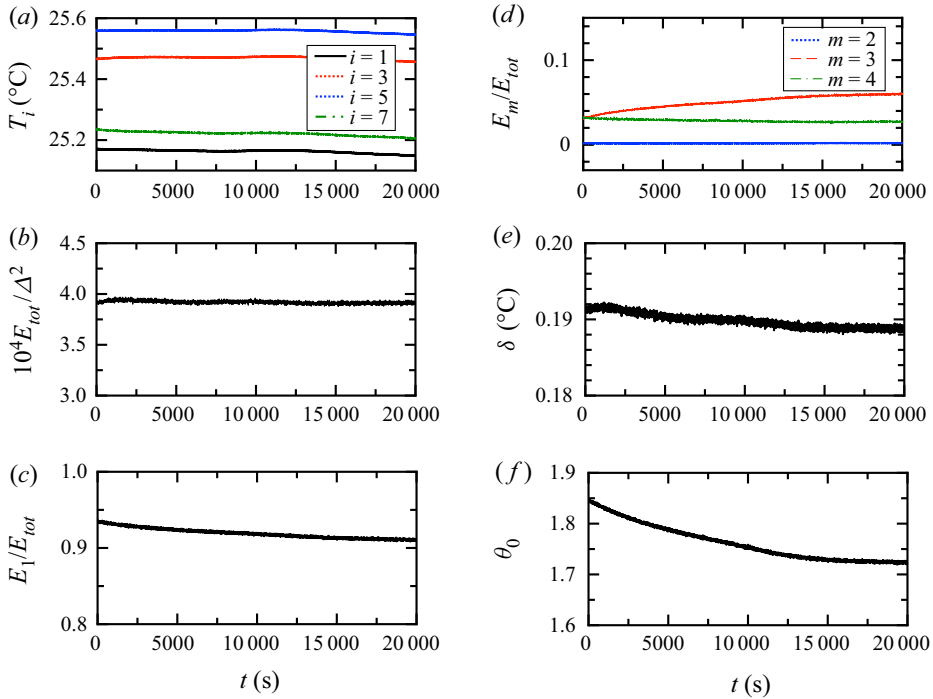 (a)
25.6
25.4
25.2
T_i (°C)
i = 1
i = 3
i = 5
i = 7
0 5000 10 000 15 000 20 000
(b)
4.5
4.0
3.5
3.0
10^4 E_tot/Δ^2
0 5000 10 000 15 000 20 000
(c)
1.0
0.9
0.8
E_1/E_tot
0 5000 10 000 15 000 20 000
t (s)
(d)
0.1
0
E_m/E_tot
m = 2
m = 3
m = 4
0 5000 10 000 15 000 20 000
(e)
0.20
0.19
0.18
δ (°C)
0 5000 10 000 15 000 20 000
(f)
1.9
1.8
1.7
1.6
θ_0
0 5000 10 000 15 000 20 000
t (s)